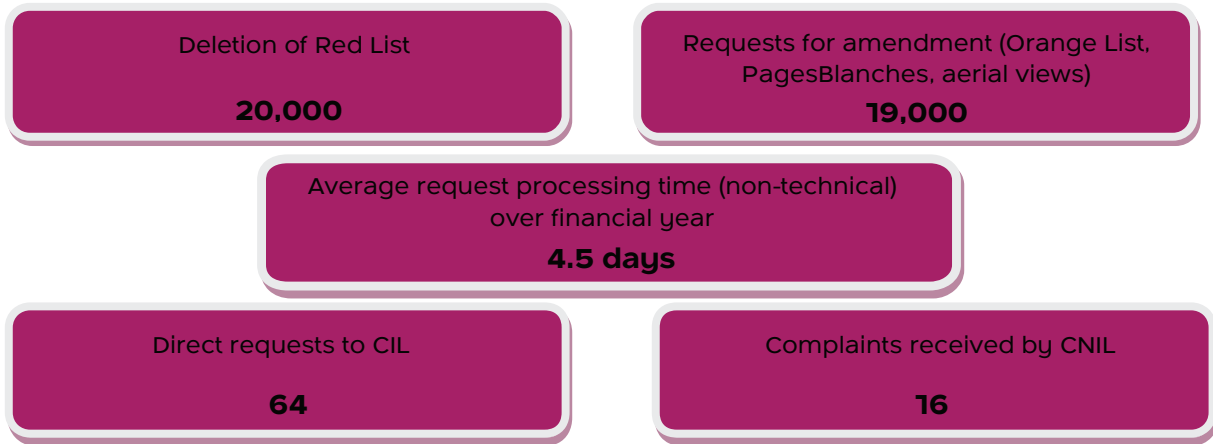 Deletion of Red List
20,000
Requests for amendment (Orange List,
PagesBlanches, aerial views)
19,000
Average request processing time (non-technical)
over financial year
4.5 days
Direct requests to CIL
64
Complaints received by CNIL
16